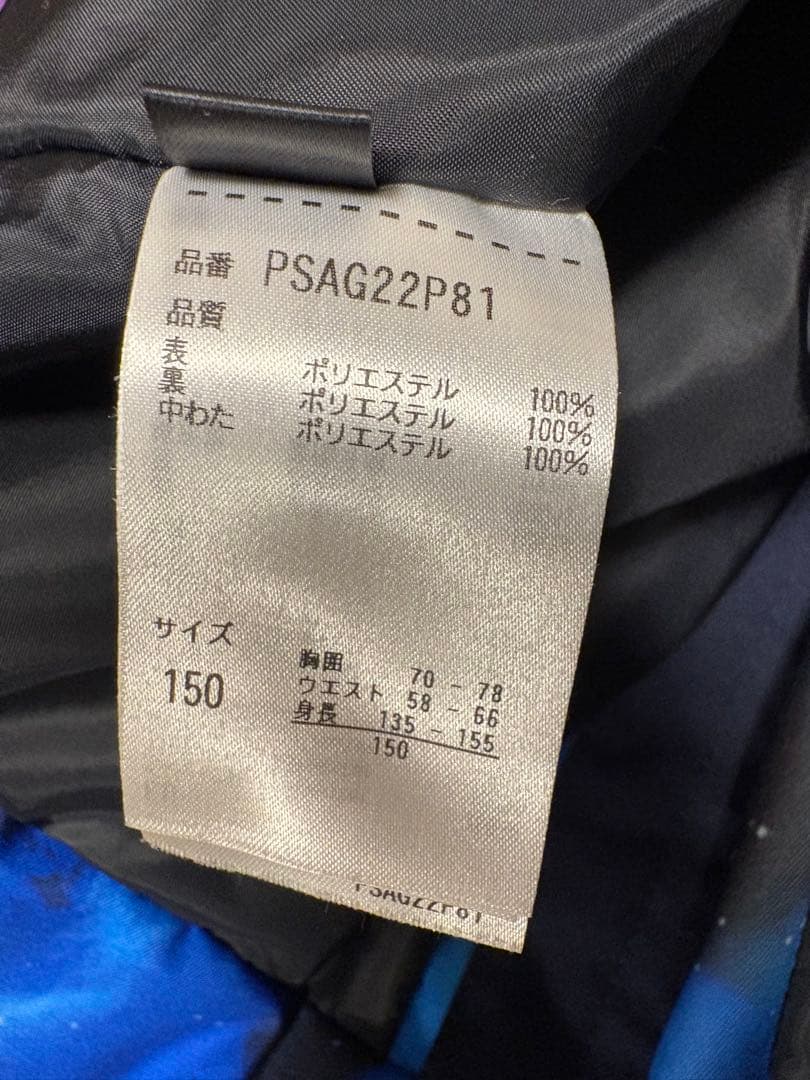 品番 PSAG22P81
品質
表 ポリエステル 100%
裏 ポリエステル 100%
中わた ポリエステル 100%
サイズ
150
胸囲 70 - 78
ウエスト 58 - 66
身長 135 - 155
150
PSAG22P81